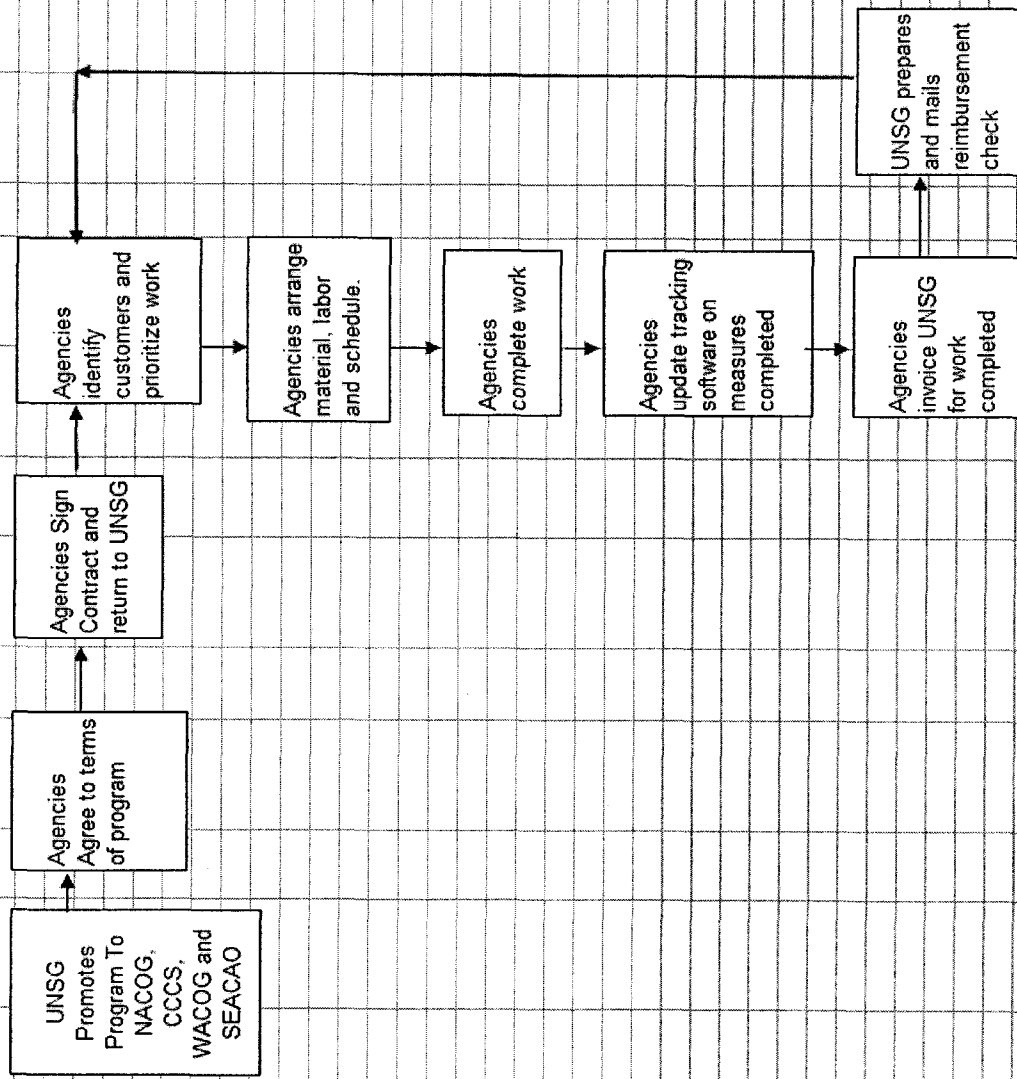 UNSG
Promotes
Program To
NACOG,
CCCS,
WACOG and
SEACAO
Agencies
Agree to terms
of program
Agencies Sign
Contract and
return to UNSG
Agencies
identify
customers and
prioritize work
Agencies arrange
material, labor
and schedule.
Agencies
complete work
Agencies
update tracking
software on
measures
completed
Agencies
invoice UNSG
for work
completed
UNSG prepares
and mails
reimbursement
check